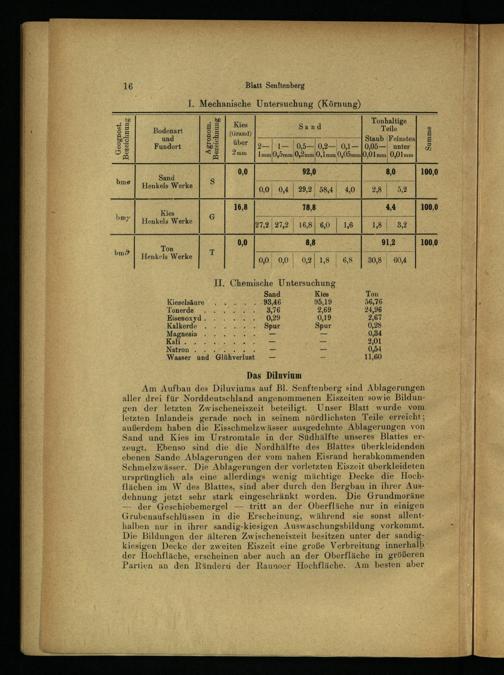 16 Blatt Senftenberg
I. Mechanische Untersuchung (Körnung)
Geognost. Bezeichnung
Bodenart und Fundort
Agronom. Bezeichnung
Kies (Grand) über 2mm
Sand
2— 1mm 1— 0,5mm 0,5— 0,2mm 0,2— 0,1mm 0,1— 0,05mm
Tonhaltige Teile
Staub 0,05— 0,01mm Feinstes unter 0,01mm
Summe
bmσ Sand Henkels Werke S 0,0 92,0 8,0 100,0
0,0 0,4 29,2 58,4 4,0 2,8 5,2
bmγ Kies Henkels Werke G 16,8 78,8 4,4 100,0
27,2 27,2 16,8 6,0 1,6 1,8 3,2
bmϑ Ton Henkels Werke T 0,0 8,8 91,2 100,0
0,0 0,0 0,2 1,8 6,8 30,8 60,4
II. Chemische Untersuchung
Sand Kies Ton
Kieselsäure . . . . . 93,46 95,19 56,76
Tonerde . . . . . . 3,76 2,69 24,96
Eisenoxyd . . . . . . 0,29 0,19 2,67
Kalkerde . . . . . . Spur Spur 0,28
Magnesia . . . . . . — — 0,34
Kali . . . . . . . — — 2,01
Natron . . . . . . . — — 0,54
Wasser und Glühverlust — — 11,60
Das Diluvium
Am Aufbau des Diluviums auf Bl. Senftenberg sind Ablagerungen
aller drei für Norddeutschland angenommenen Eiszeiten sowie Bildun-
gen der letzten Zwischeneiszeit beteiligt. Unser Blatt wurde vom
letzten Inlandeis gerade noch in seinem nördlichsten Teile erreicht;
außerdem haben die Eisschmelzwässer ausgedehnte Ablagerungen von
Sand und Kies im Urstromtale in der Südhälfte unseres Blattes er-
zeugt. Ebenso sind die die Nordhälfte des Blattes überkleidenden
ebenen Sande Ablagerungen der vom nahen Eisrand herabkommenden
Schmelzwässer. Die Ablagerungen der vorletzten Eiszeit überkleideten
ursprünglich als eine allerdings wenig mächtige Decke die Hoch-
flächen im W des Blattes, sind aber durch den Bergbau in ihrer Aus-
dehnung jetzt sehr stark eingeschränkt worden. Die Grundmoräne
— der Geschiebemergel — tritt an der Oberfläche nur in einigen
Grubenaufschlüssen in die Erscheinung, während sie sonst allent-
halben nur in ihrer sandig-kiesigen Auswaschungsbildung vorkommt.
Die Bildungen der älteren Zwischeneiszeit besitzen unter der sandig-
kiesigen Decke der zweiten Eiszeit eine große Verbreitung innerhalb
der Hochfläche, erscheinen aber auch an der Oberfläche in größeren
Partien an den Rändern der Raunoer Hochfläche. Am besten aber